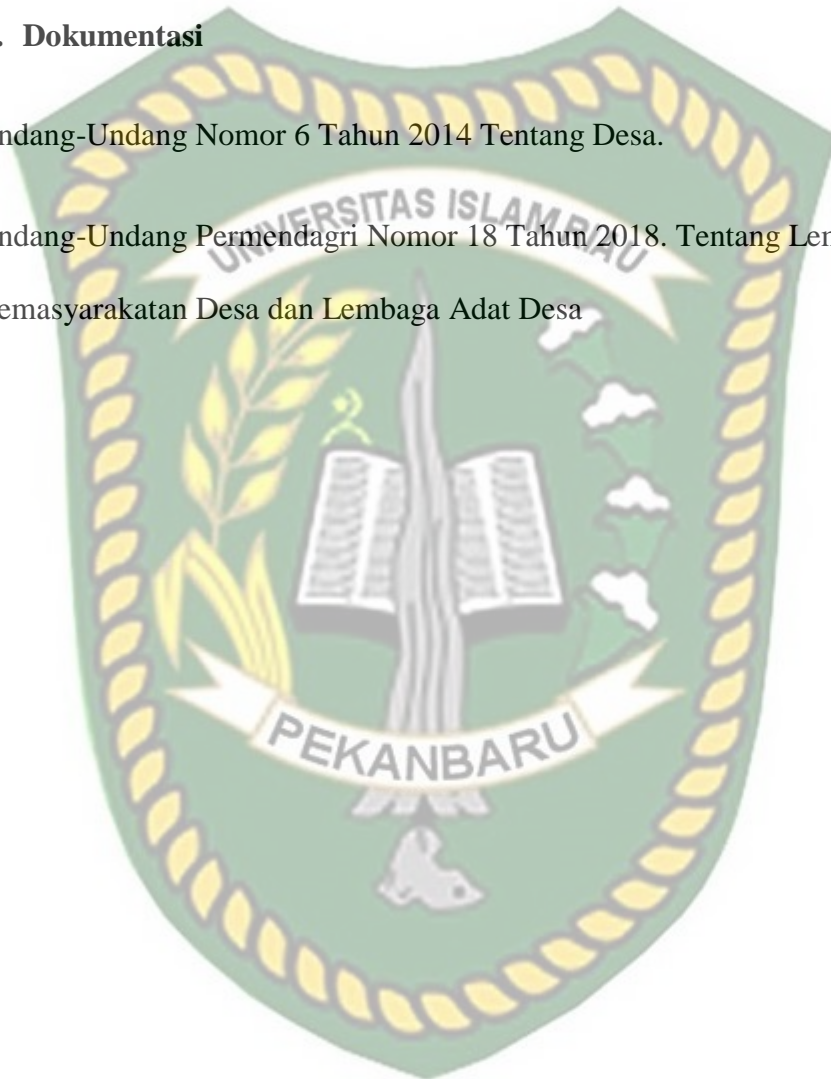 . Dokumentasi
ndang-Undang Nomor 6 Tahun 2014 Tentang Desa.
UNIVERSITAS ISLAM RIAU
ndang-Undang Permendagri Nomor 18 Tahun 2018. Tentang Len
emasyarakatan Desa dan Lembaga Adat Desa
PEKANBARU